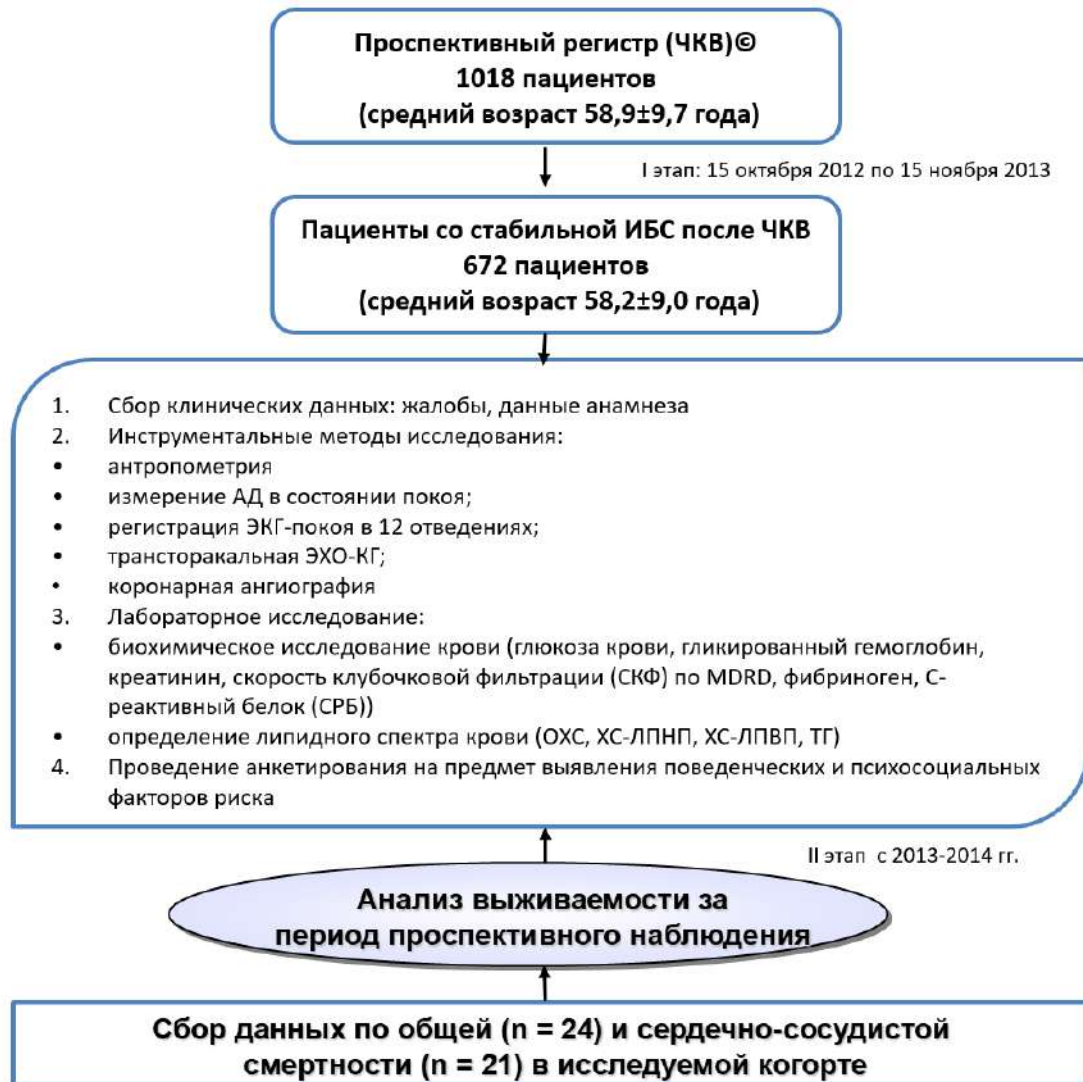 Проспективный регистр (ЧКВ)©
1018 пациентов
(средний возраст 58,9±9,7 года)
I этап: 15 октября 2012 по 15 ноября 2013
Пациенты со стабильной ИБС после ЧКВ
672 пациентов
(средний возраст 58,2±9,0 года)
1. Сбор клинических данных: жалобы, данные анамнеза
2. Инструментальные методы исследования:
• антропометрия
• измерение АД в состоянии покоя;
• регистрация ЭКГ-покоя в 12 отведениях;
• трансторакальная ЭХО-КГ;
• коронарная ангиография
3. Лабораторное исследование:
• биохимическое исследование крови (глюкоза крови, гликированный гемоглобин,
креатинин, скорость клубочковой фильтрации (СКФ) по MDRD, фибриноген, С-
реактивный белок (СРБ))
• определение липидного спектра крови (ОХС, ХС-ЛПНП, ХС-ЛПВП, ТГ)
4. Проведение анкетирования на предмет выявления поведенческих и психосоциальных
факторов риска
II этап с 2013-2014 гг.
Анализ выживаемости за
период проспективного наблюдения
Сбор данных по общей (n = 24) и сердечно-сосудистой
смертности (n = 21) в исследуемой когорте